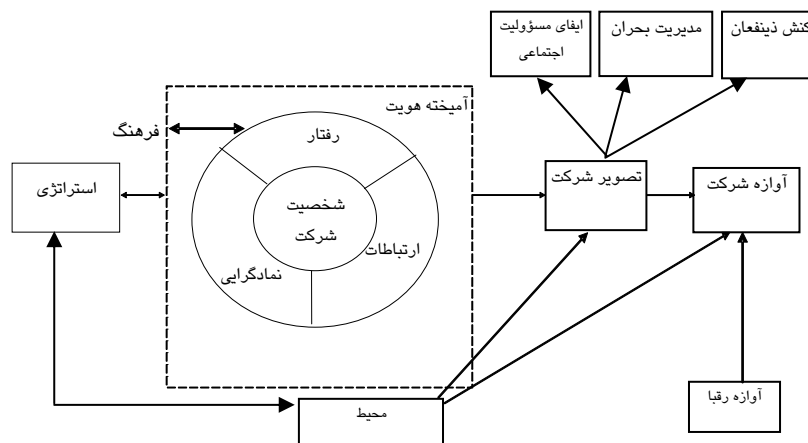 کنش ذینفعان
مدیریت بحران
ایفای مسؤولیت
اجتماعی
آمیخته هویت
فرهنگ
رفتار
شخصیت
شرکت
ارتباطات
نمادگرایی
استراتژی
تصویر شرکت
آوازه شرکت
محیط
آوازه رقبا